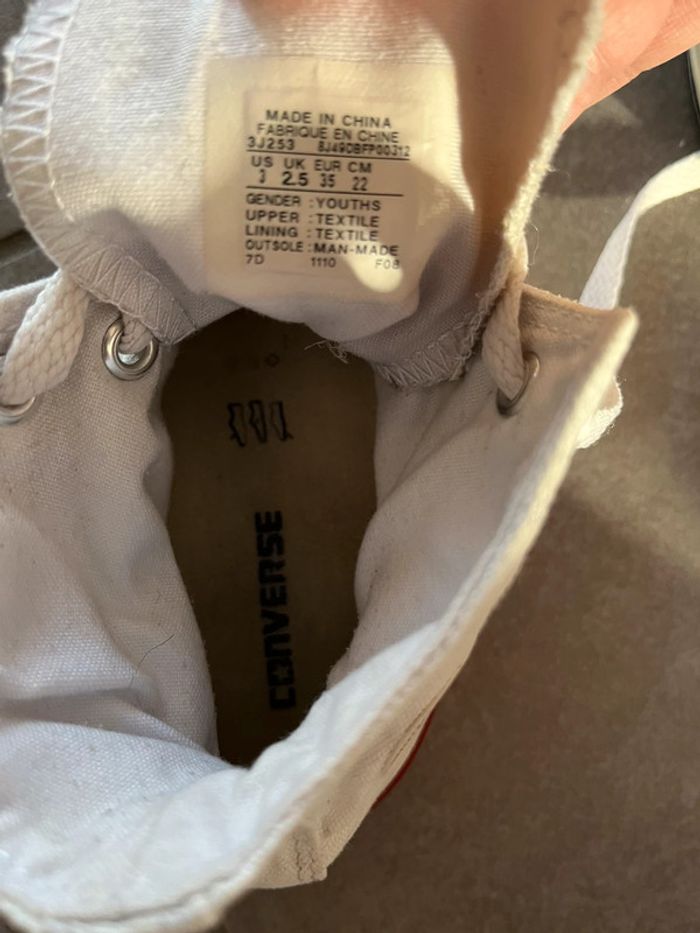 MADE IN CHINA
FABRIQUE EN CHINE
3J253 8J49DBFP00312
US UK EUR CM
3 2.5 35 22
GENDER :YOUTHS
UPPER :TEXTILE
LINING :TEXTILE
OUTSOLE :MAN-MADE
7D 1110 F08
CONVERSE